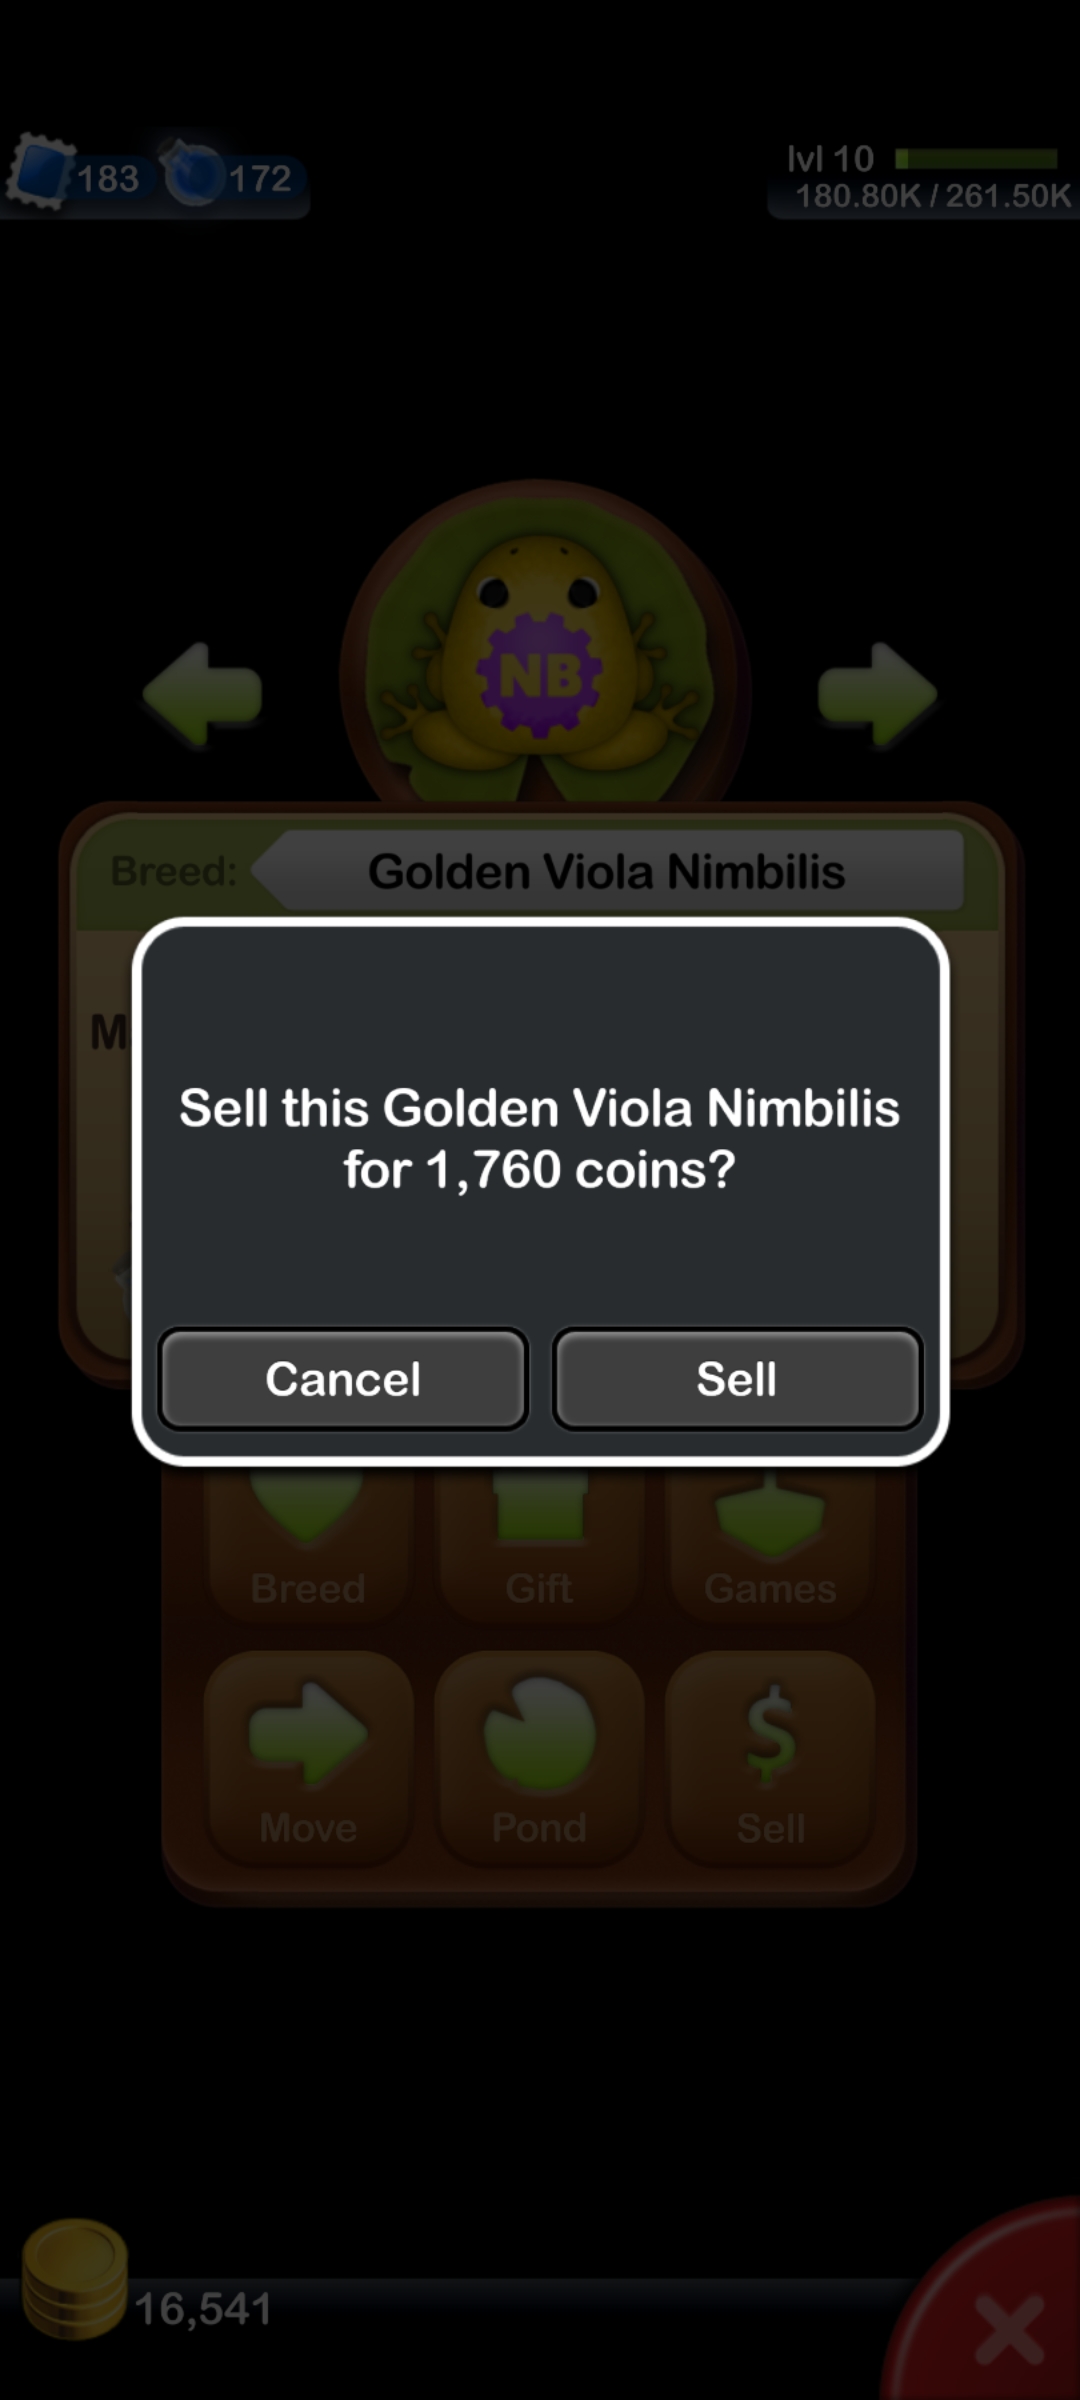 183 172 lvl 10
180.80K / 261.50K
NB
Breed: Golden Viola Nimbilis
M
Sell this Golden Viola Nimbilis
for 1,760 coins?
Cancel Sell
Breed Gift Games
Move Pond Sell
16,541